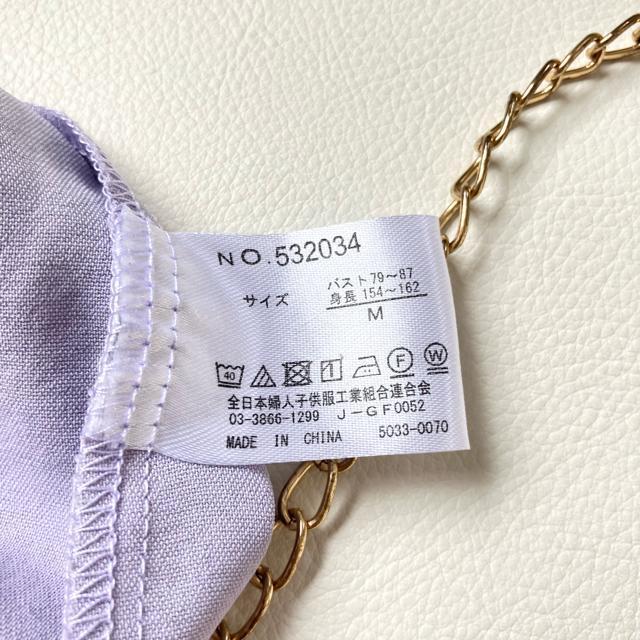 NO.532034
サイズ
バスト79〜87
身長154〜162
M
40
F W
全日本婦人子供服工業組合連合会
03-3866-1299 J-GF0052
MADE IN CHINA 5033-0070